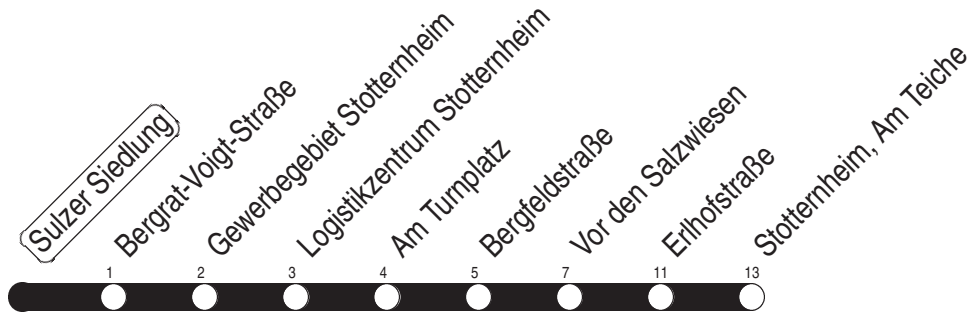 Sulzer Siedlung
Bergrat-Voigt-Straße
Gewerbegebiet Stotternheim
Logistikzentrum Stotternheim
Am Turnplatz
Bergfeldstraße
Vor den Salzwiesen
Erlhofstraße
Stotternheim, Am Teiche
1 2 3 4 5 7 11 13